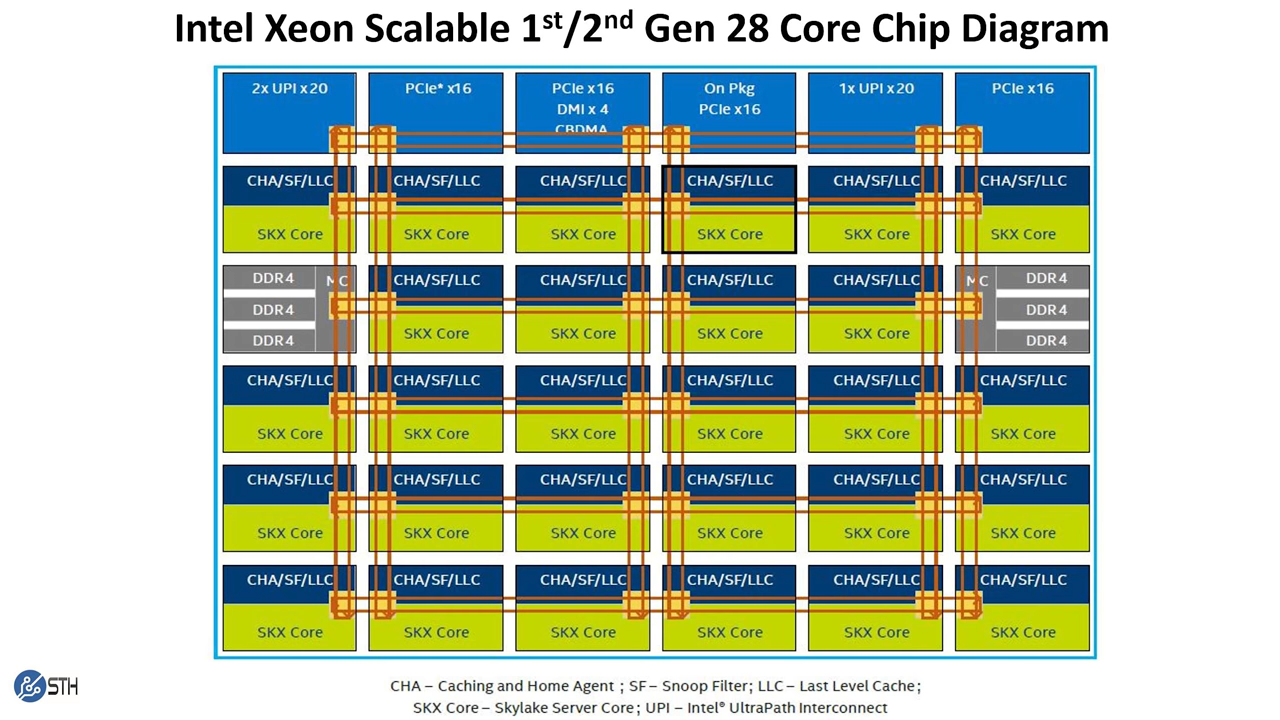 Intel Xeon Scalable 1st/2nd Gen 28 Core Chip Diagram
2x UPI x20 PCIe* x16 PCIe x16 On Pkg 1x UPI x20 PCIe x16
DMI x 4 PCIe x16
CBDMA
CHA/SF/LLC CHA/SF/LLC CHA/SF/LLC CHA/SF/LLC CHA/SF/LLC CHA/SF/LLC
SKX Core SKX Core SKX Core SKX Core SKX Core SKX Core
DDR4 MC CHA/SF/LLC CHA/SF/LLC CHA/SF/LLC CHA/SF/LLC MC DDR4
DDR4 DDR4
SKX Core SKX Core SKX Core SKX Core
DDR4 DDR4
CHA/SF/LLC CHA/SF/LLC CHA/SF/LLC CHA/SF/LLC CHA/SF/LLC CHA/SF/LLC
SKX Core SKX Core SKX Core SKX Core SKX Core SKX Core
CHA/SF/LLC CHA/SF/LLC CHA/SF/LLC CHA/SF/LLC CHA/SF/LLC CHA/SF/LLC
SKX Core SKX Core SKX Core SKX Core SKX Core SKX Core
CHA/SF/LLC CHA/SF/LLC CHA/SF/LLC CHA/SF/LLC CHA/SF/LLC CHA/SF/LLC
SKX Core SKX Core SKX Core SKX Core SKX Core SKX Core
CHA – Caching and Home Agent ; SF – Snoop Filter; LLC – Last Level Cache;
SKX Core – Skylake Server Core; UPI – Intel® UltraPath Interconnect
STH